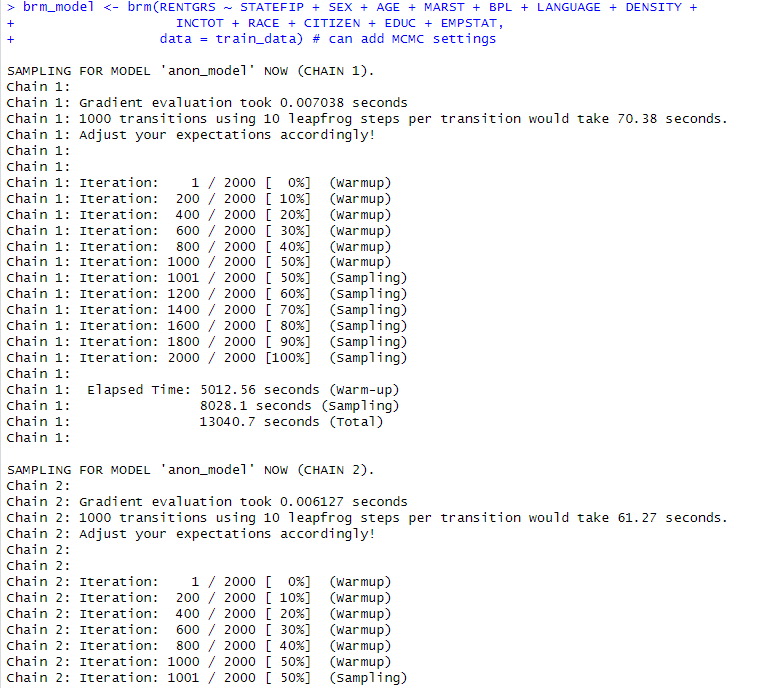 > brm_model <- brm(RENTGRS ~ STATEFIP + SEX + AGE + MARST + BPL + LANGUAGE + DENSITY +
+                    INCTOT + RACE + CITIZEN + EDUC + EMPSTAT,
+                  data = train_data) # can add MCMC settings

SAMPLING FOR MODEL 'anon_model' NOW (CHAIN 1).
Chain 1:
Chain 1: Gradient evaluation took 0.007038 seconds
Chain 1: 1000 transitions using 10 leapfrog steps per transition would take 70.38 seconds.
Chain 1: Adjust your expectations accordingly!
Chain 1:
Chain 1:
Chain 1: Iteration:    1 / 2000 [  0%]  (Warmup)
Chain 1: Iteration:  200 / 2000 [ 10%]  (Warmup)
Chain 1: Iteration:  400 / 2000 [ 20%]  (Warmup)
Chain 1: Iteration:  600 / 2000 [ 30%]  (Warmup)
Chain 1: Iteration:  800 / 2000 [ 40%]  (Warmup)
Chain 1: Iteration: 1000 / 2000 [ 50%]  (Warmup)
Chain 1: Iteration: 1001 / 2000 [ 50%]  (Sampling)
Chain 1: Iteration: 1200 / 2000 [ 60%]  (Sampling)
Chain 1: Iteration: 1400 / 2000 [ 70%]  (Sampling)
Chain 1: Iteration: 1600 / 2000 [ 80%]  (Sampling)
Chain 1: Iteration: 1800 / 2000 [ 90%]  (Sampling)
Chain 1: Iteration: 2000 / 2000 [100%]  (Sampling)
Chain 1:
Chain 1:  Elapsed Time: 5012.56 seconds (Warm-up)
Chain 1:                8028.1 seconds (Sampling)
Chain 1:                13040.7 seconds (Total)
Chain 1:

SAMPLING FOR MODEL 'anon_model' NOW (CHAIN 2).
Chain 2:
Chain 2: Gradient evaluation took 0.006127 seconds
Chain 2: 1000 transitions using 10 leapfrog steps per transition would take 61.27 seconds.
Chain 2: Adjust your expectations accordingly!
Chain 2:
Chain 2:
Chain 2: Iteration:    1 / 2000 [  0%]  (Warmup)
Chain 2: Iteration:  200 / 2000 [ 10%]  (Warmup)
Chain 2: Iteration:  400 / 2000 [ 20%]  (Warmup)
Chain 2: Iteration:  600 / 2000 [ 30%]  (Warmup)
Chain 2: Iteration:  800 / 2000 [ 40%]  (Warmup)
Chain 2: Iteration: 1000 / 2000 [ 50%]  (Warmup)
Chain 2: Iteration: 1001 / 2000 [ 50%]  (Sampling)